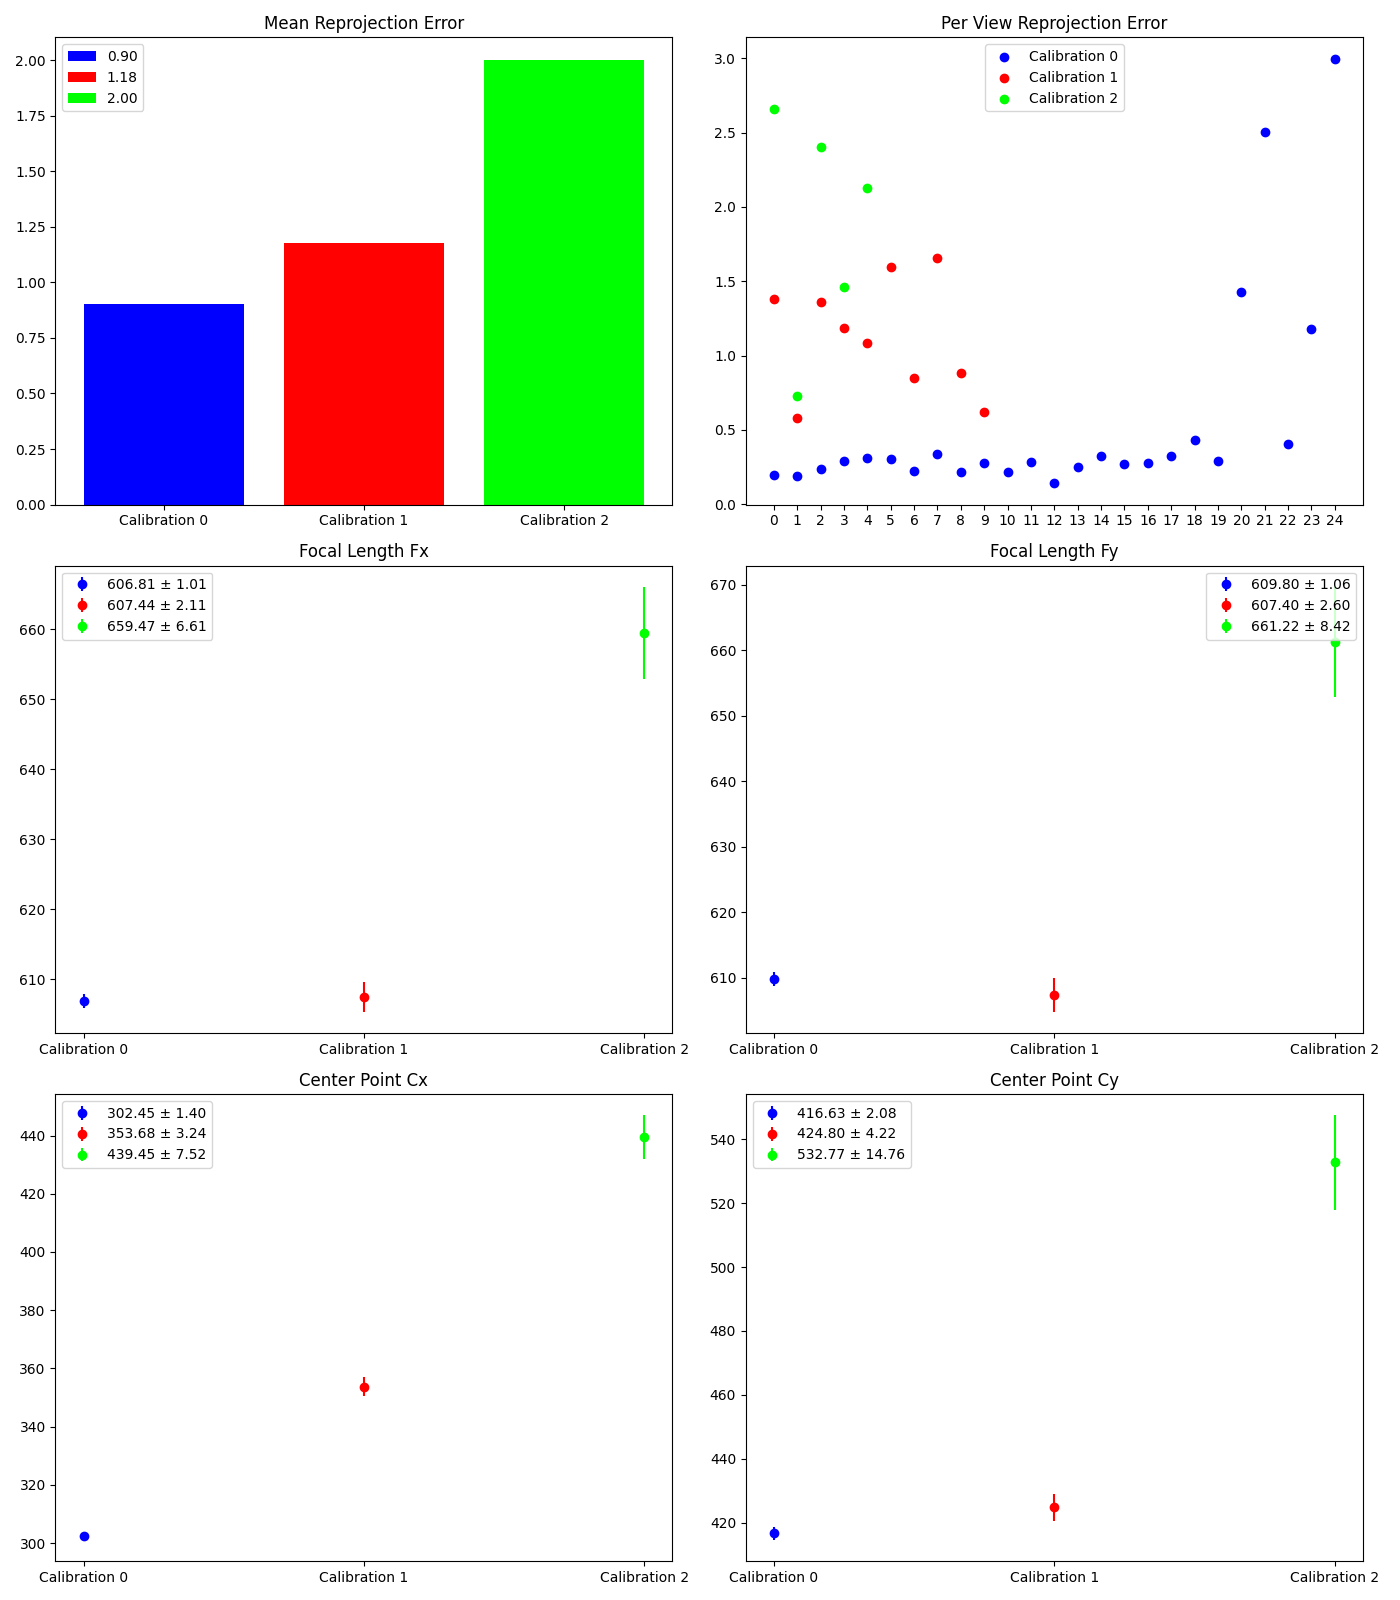 Mean Reprojection Error
2.00
1.75
1.50
1.25
1.00
0.75
0.50
0.25
0.00
0.90
1.18
2.00
Calibration 0 Calibration 1 Calibration 2
Per View Reprojection Error
3.0
2.5
2.0
1.5
1.0
0.5
0.0
Calibration 0
Calibration 1
Calibration 2
0 1 2 3 4 5 6 7 8 9 10 11 12 13 14 15 16 17 18 19 20 21 22 23 24
Focal Length Fx
660
650
640
630
620
610
606.81 ± 1.01
607.44 ± 2.11
659.47 ± 6.61
Calibration 0 Calibration 1 Calibration 2
Focal Length Fy
670
660
650
640
630
620
610
609.80 ± 1.06
607.40 ± 2.60
661.22 ± 8.42
Calibration 0 Calibration 1 Calibration 2
Center Point Cx
440
420
400
380
360
340
320
300
302.45 ± 1.40
353.68 ± 3.24
439.45 ± 7.52
Calibration 0 Calibration 1 Calibration 2
Center Point Cy
540
520
500
480
460
440
420
416.63 ± 2.08
424.80 ± 4.22
532.77 ± 14.76
Calibration 0 Calibration 1 Calibration 2